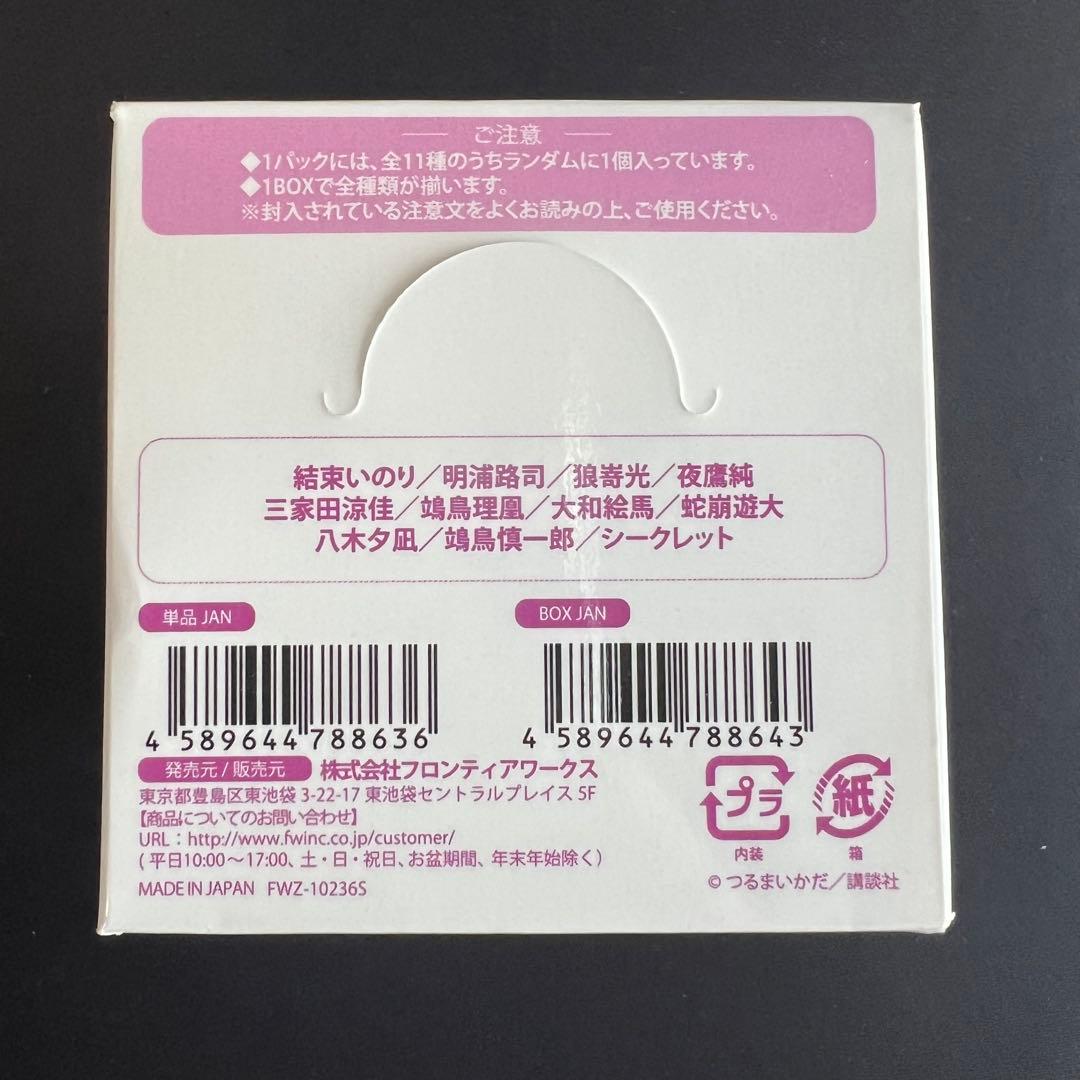 ご注意
◆1パックには、全11種のうちランダムに1個入っています。
◆1BOXで全種類が揃います。
※封入されている注意文をよくお読みの上、ご使用ください。
結束いのり／明浦路司／狼嵜光／夜鷹純
三家田涼佳／鴗鳥理凰／大和絵馬／蛇崩遊大
八木夕凪／鴗鳥慎一郎／シークレット
単品 JAN
BOX JAN
4 589644 788636
4 589644 788643
発売元 / 販売元 株式会社フロンティアワークス
東京都豊島区東池袋 3-22-17 東池袋セントラルプレイス 5F
【商品についてのお問い合わせ】
URL：http://www.fwinc.co.jp/customer/
( 平日10:00～17:00、土・日・祝日、お盆期間、年末年始除く)
MADE IN JAPAN FWZ-10236S
プラ
内装
紙
箱
© つるまいかだ／講談社